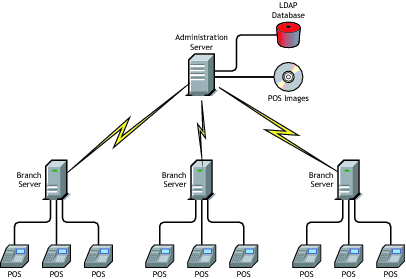 LDAP
Database
Administration
Server
POS Images
Branch
Server
Branch
Server
Branch
Server
POS
POS
POS
POS
POS
POS
POS
POS
POS